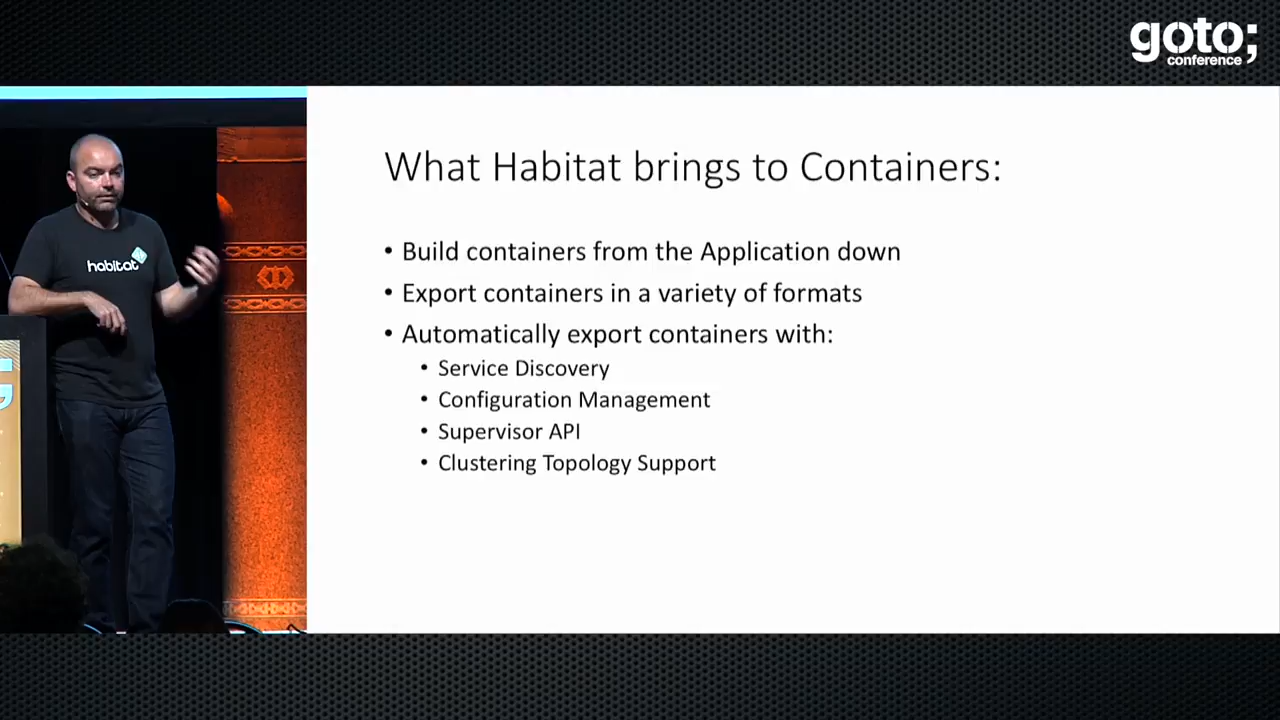 goto;
conference
What Habitat brings to Containers:
• Build containers from the Application down
• Export containers in a variety of formats
• Automatically export containers with:
• Service Discovery
• Configuration Management
• Supervisor API
• Clustering Topology Support
habitat